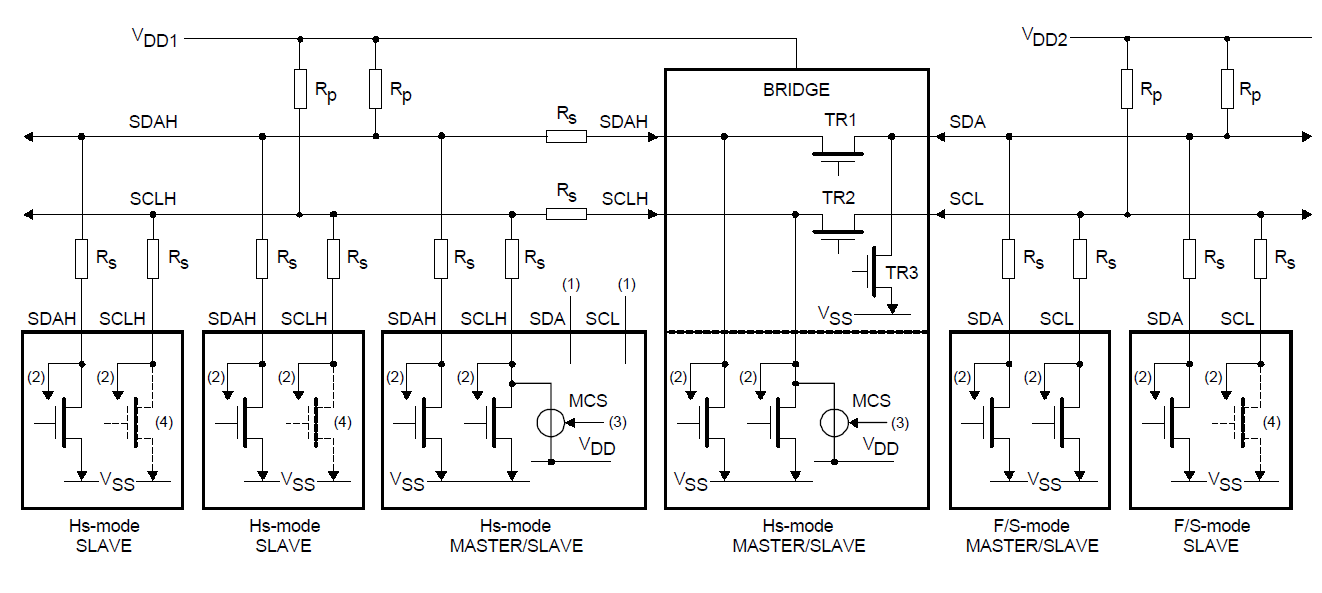 VDD1
VDD2
Rp
Rp
BRIDGE
Rp
Rp
SDAH
Rs
SDAH
TR1
SDA
SCLH
Rs
SCLH
TR2
SCL
Rs
Rs
Rs
Rs
Rs
Rs
TR3
Rs
Rs
Rs
Rs
(1)
(1)
VSS
SDAH
SCLH
SDAH
SCLH
SDAH
SCLH
SDA
SCL
SDA
SCL
SDA
SCL
(2)
(2)
(2)
(2)
(2)
(2)
(2)
(2)
(2)
(2)
(2)
(2)
MCS
MCS
(4)
(4)
(3)
(3)
(4)
VDD
VDD
VSS
VSS
VSS
VSS
VSS
VSS
Hs-mode
SLAVE
Hs-mode
SLAVE
Hs-mode
MASTER/SLAVE
Hs-mode
MASTER/SLAVE
F/S-mode
MASTER/SLAVE
F/S-mode
SLAVE